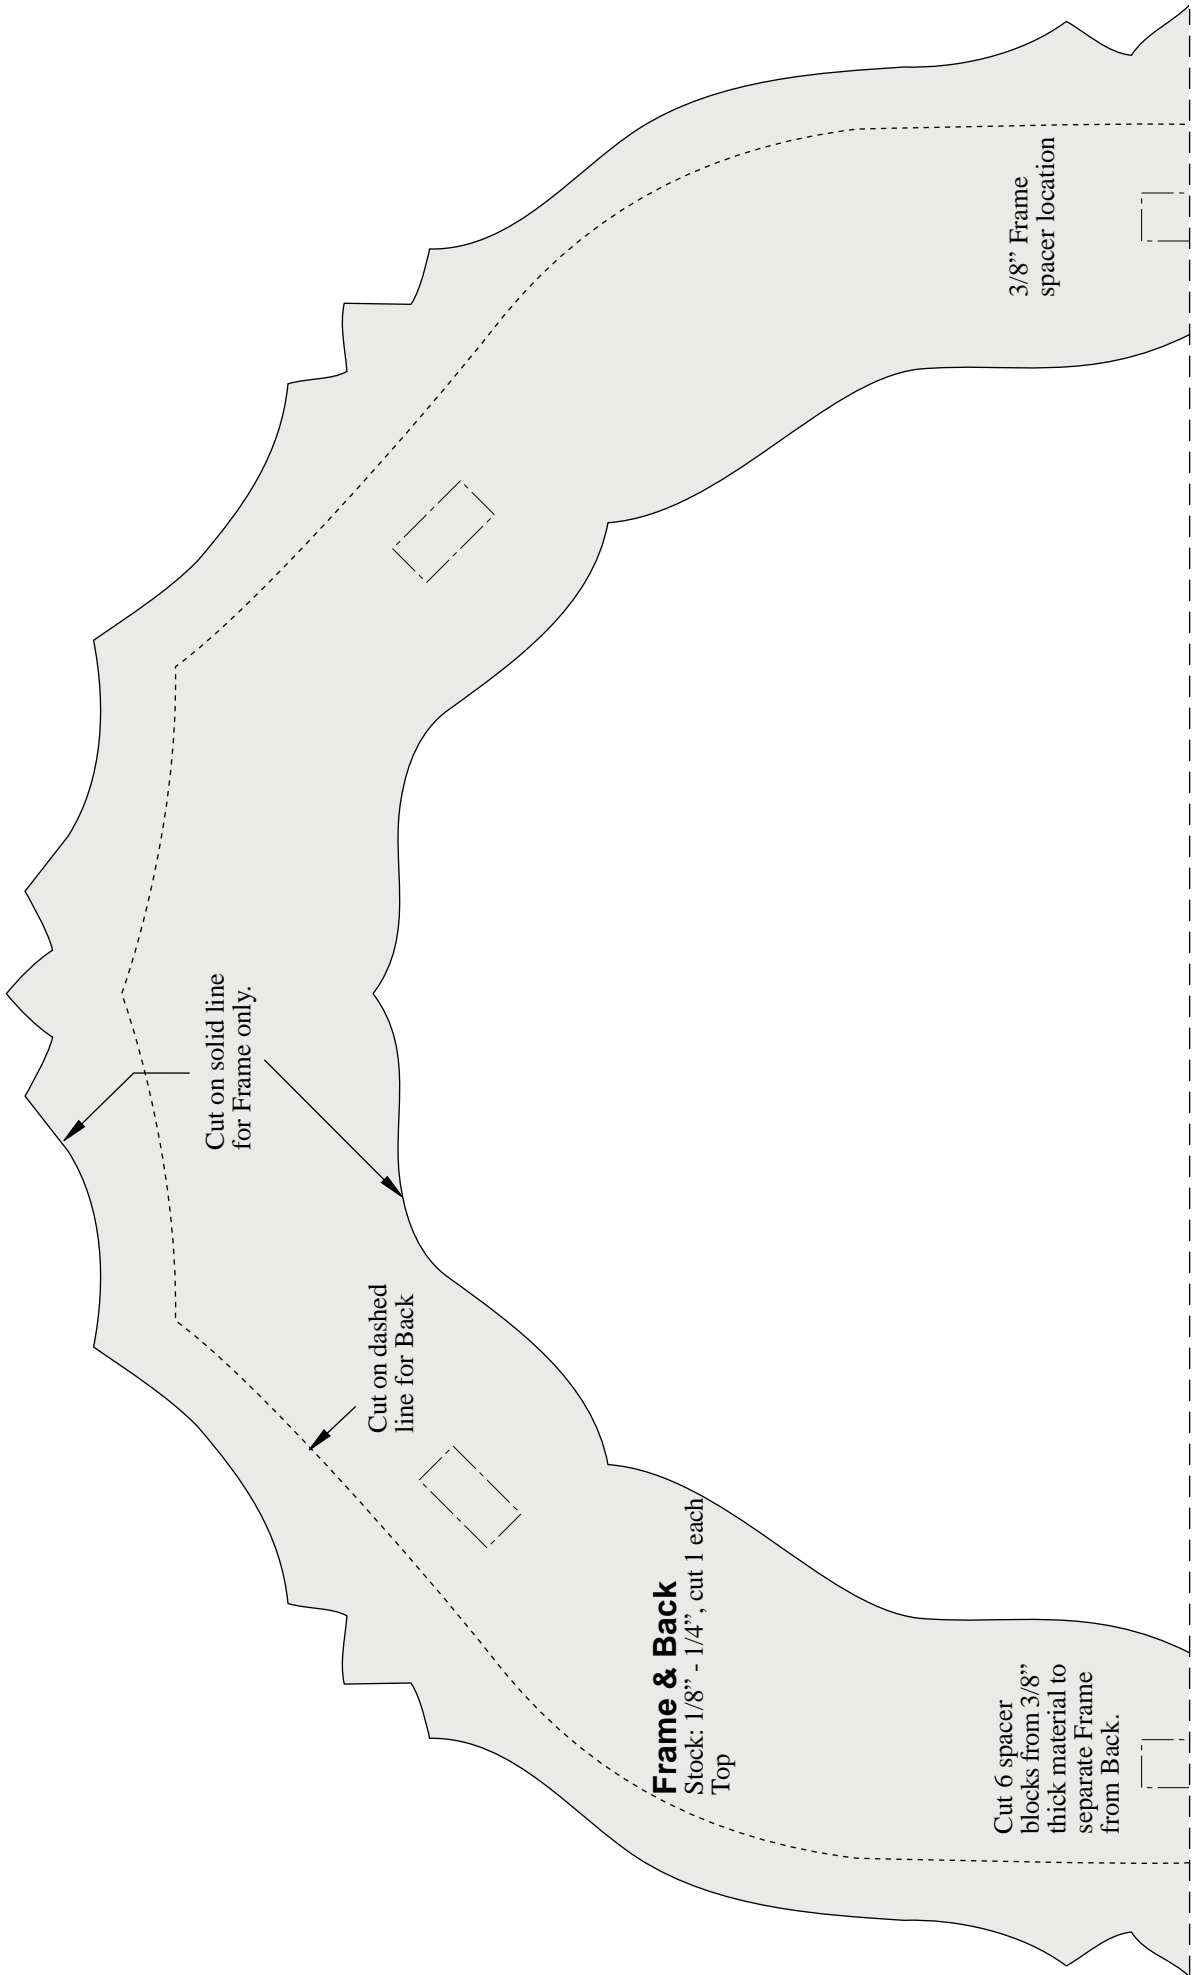 Cut on solid line
for Frame only.
Cut on dashed
line for Back
3/8” Frame
spacer location
Frame & Back
Stock: 1/8” - 1/4”, cut 1 each
Top
Cut 6 spacer
blocks from 3/8”
thick material to
separate Frame
from Back.